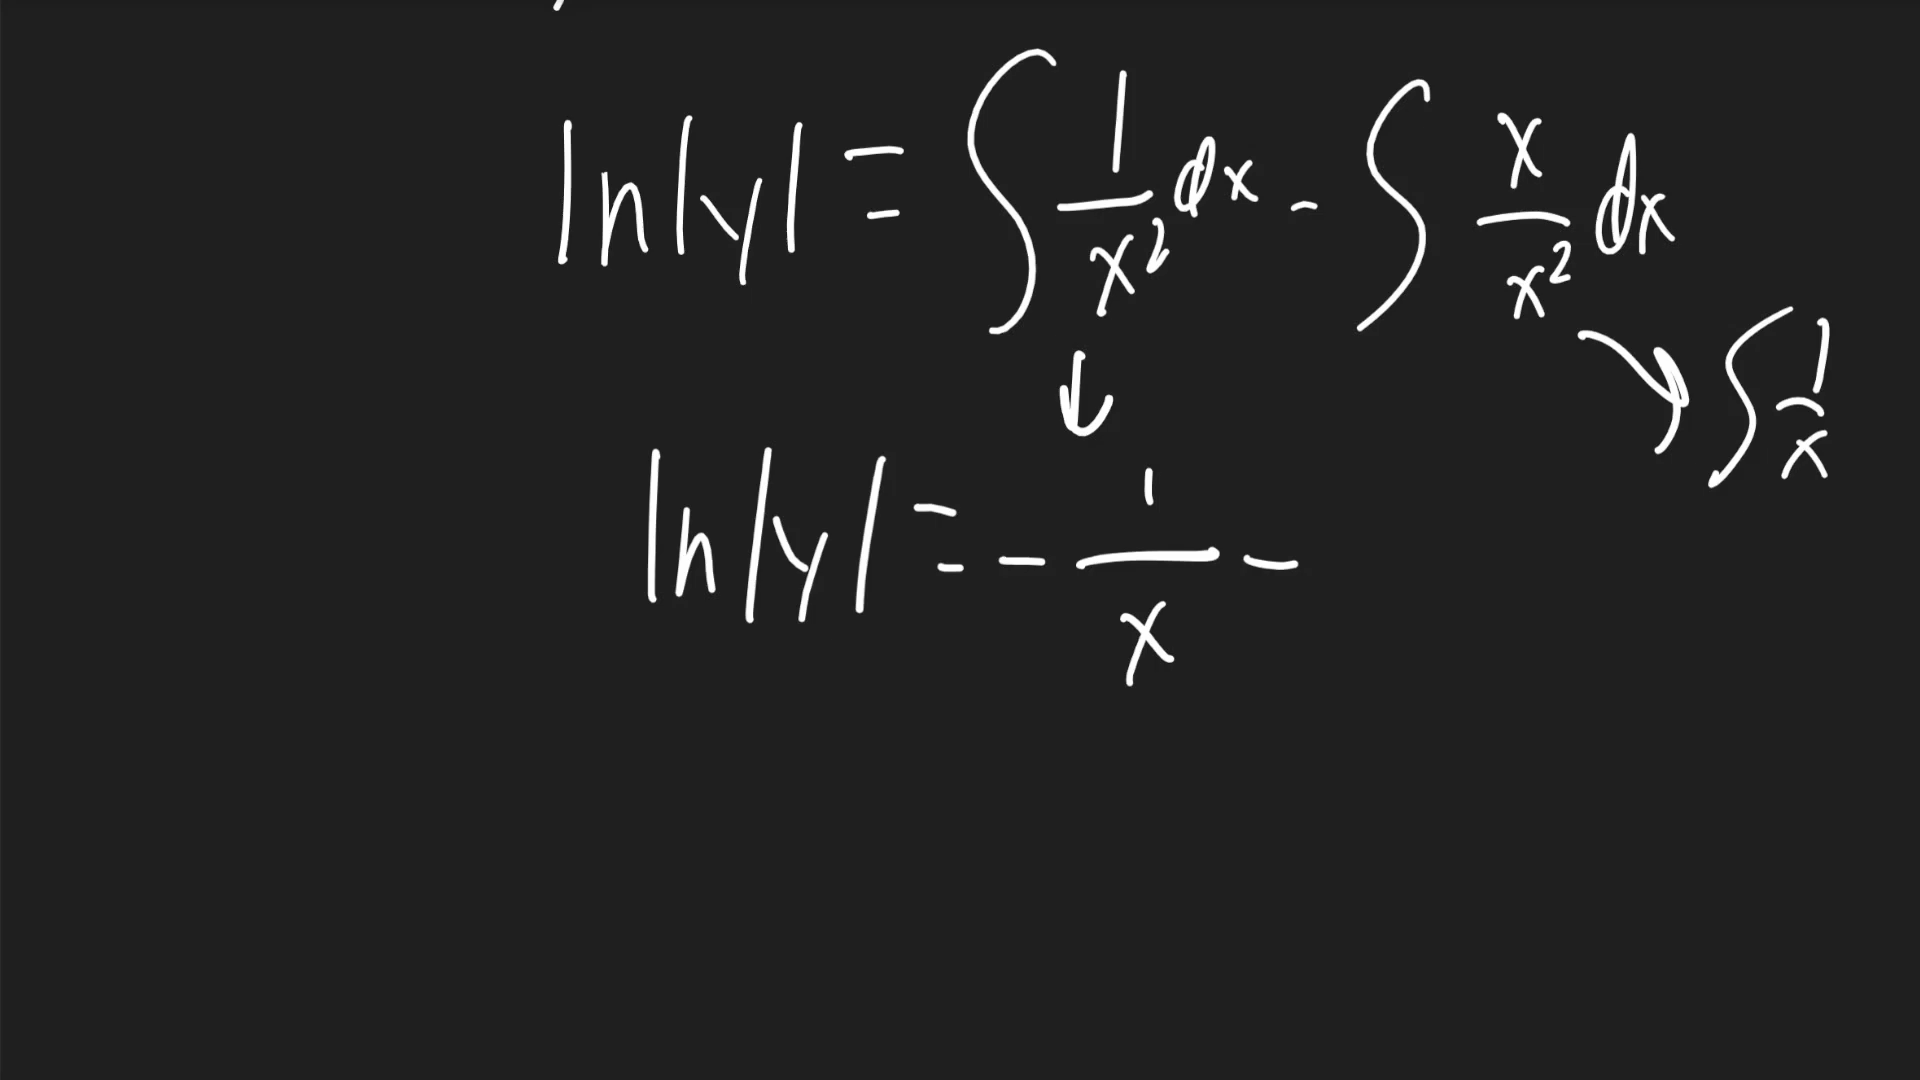 ln|y| = ∫ 1/x² dx - ∫ x/x² dx
↓ ↘ ∫ 1/x
ln|y| = - 1/x -